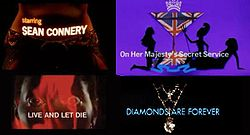 starring
SEAN CONNERY
On Her Majesty's Secret Service
LIVE AND LET DIE
DIAMONDS ARE FOREVER